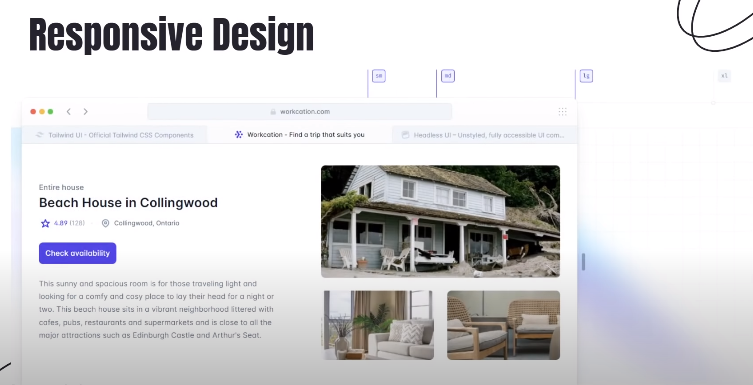 Responsive Design
sm
md
lg
xl
workcation.com
Tailwind UI - Official Tailwind CSS Components
Workcation - Find a trip that suits you
Headless UI – Unstyled, fully accessible UI com...
Entire house
Beach House in Collingwood
4.89 (128) · Collingwood, Ontario
Check availability
This sunny and spacious room is for those traveling light and
looking for a comfy and cosy place to lay their head for a night or
two. This beach house sits in a vibrant neighborhood littered with
cafes, pubs, restaurants and supermarkets and is close to all the
major attractions such as Edinburgh Castle and Arthur's Seat.